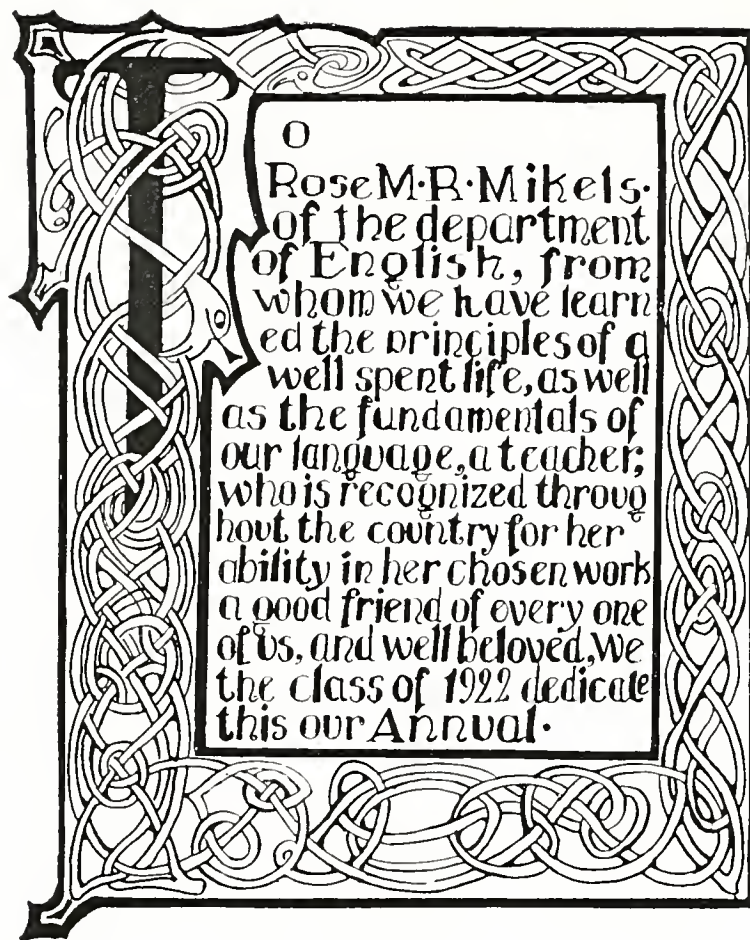 To
Rose M·R·Mikels·
of the department
of English, from
whom we have learn
ed the principles of a
well spent life, as well
as the fundamentals of
our language, a teacher,
who is recognized throug
hout the country for her
ability in her chosen work
a good friend of every one
of us, and well beloved, We
the class of 1922 dedicate
this our Annual·